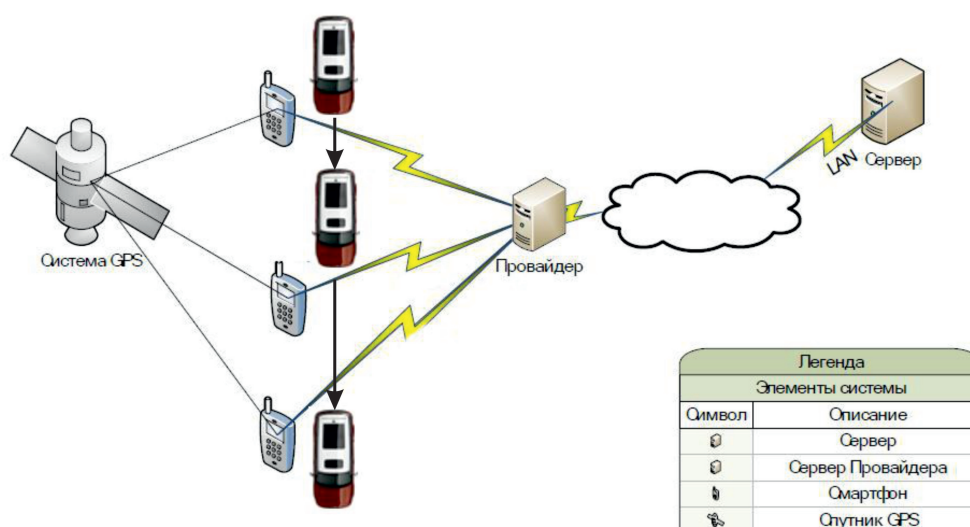 LAN
Сервер
Система GPS
Провайдер
Легенда
Элементы системы
Символ Описание
Сервер
Сервер Провайдера
Смартфон
Спутник GPS